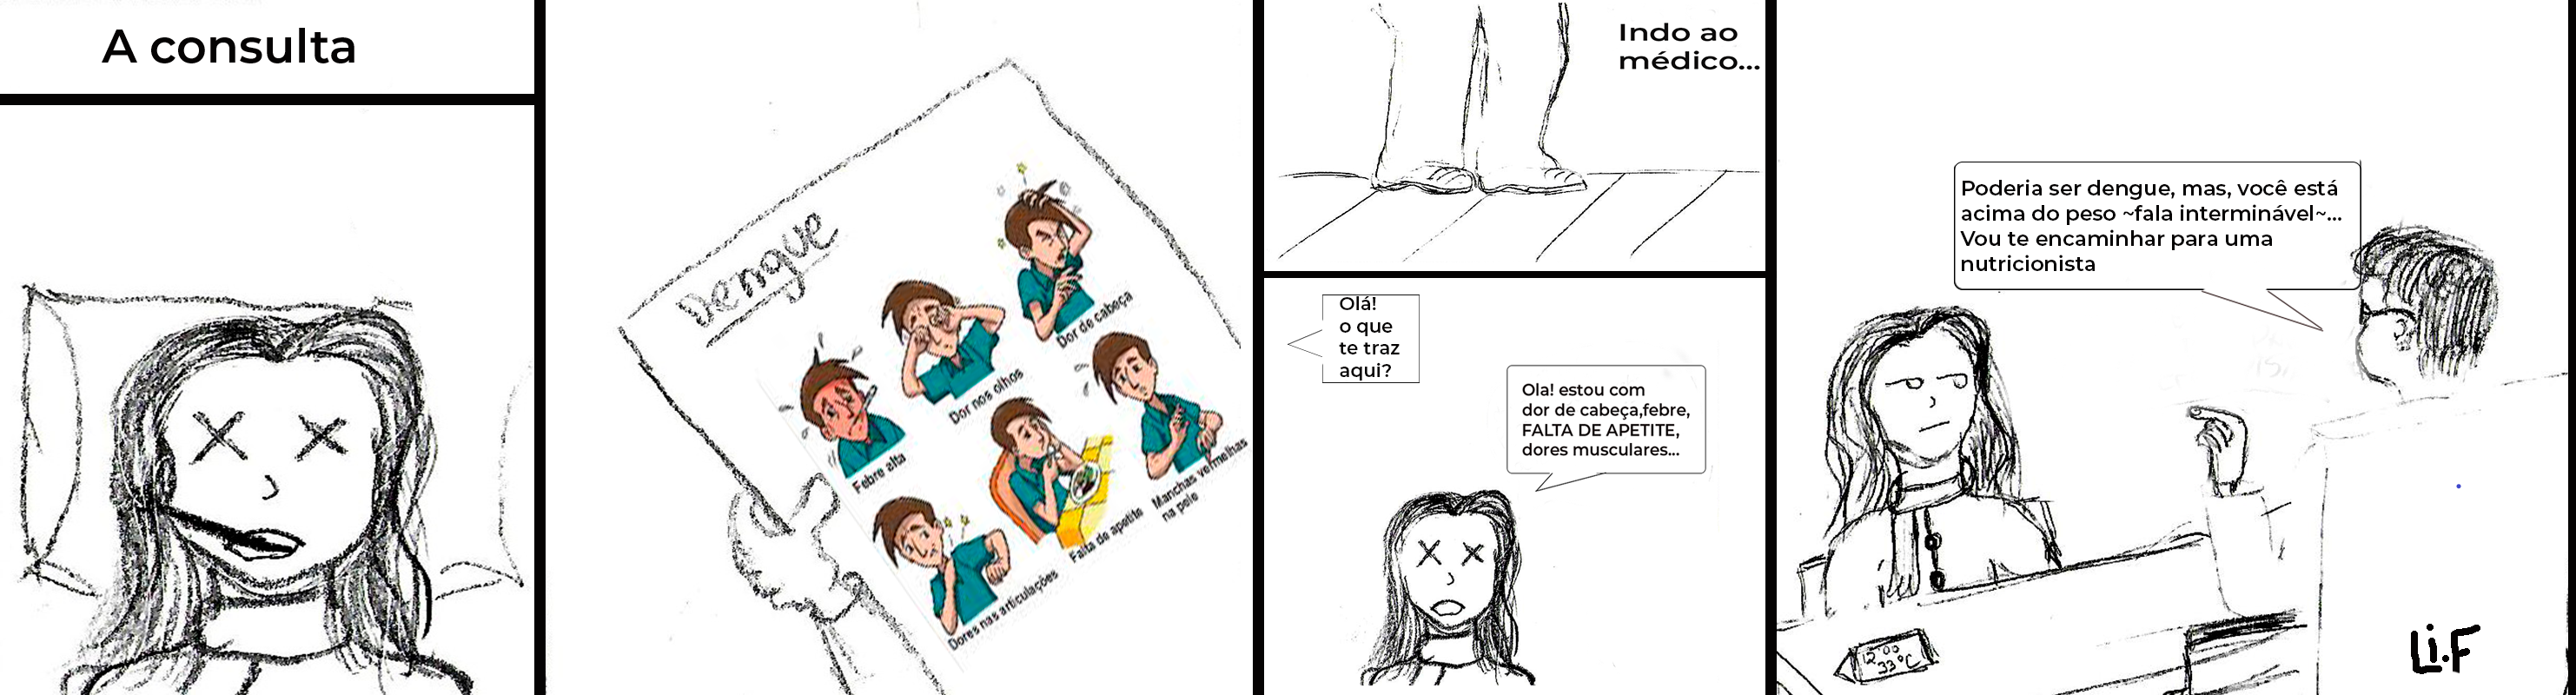 A consulta
Dengue
Dor de cabeça
Dor nos olhos
Febre alta
Manchas vermelhas
na pele
Falta de apetite
Dores nas articulações
Indo ao
médico...
Olá!
o que
te traz
aqui?
Ola! estou com
dor de cabeça,febre,
FALTA DE APETITE,
dores musculares...
Poderia ser dengue, mas, você está
acima do peso ~fala interminável~...
Vou te encaminhar para uma
nutricionista
12:00
33°C
Li.F